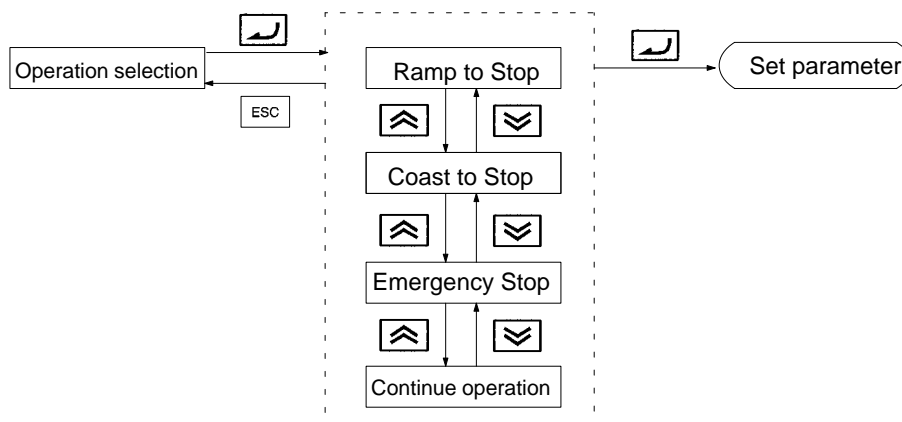 Operation selection
ESC
Ramp to Stop
Coast to Stop
Emergency Stop
Continue operation
Set parameter